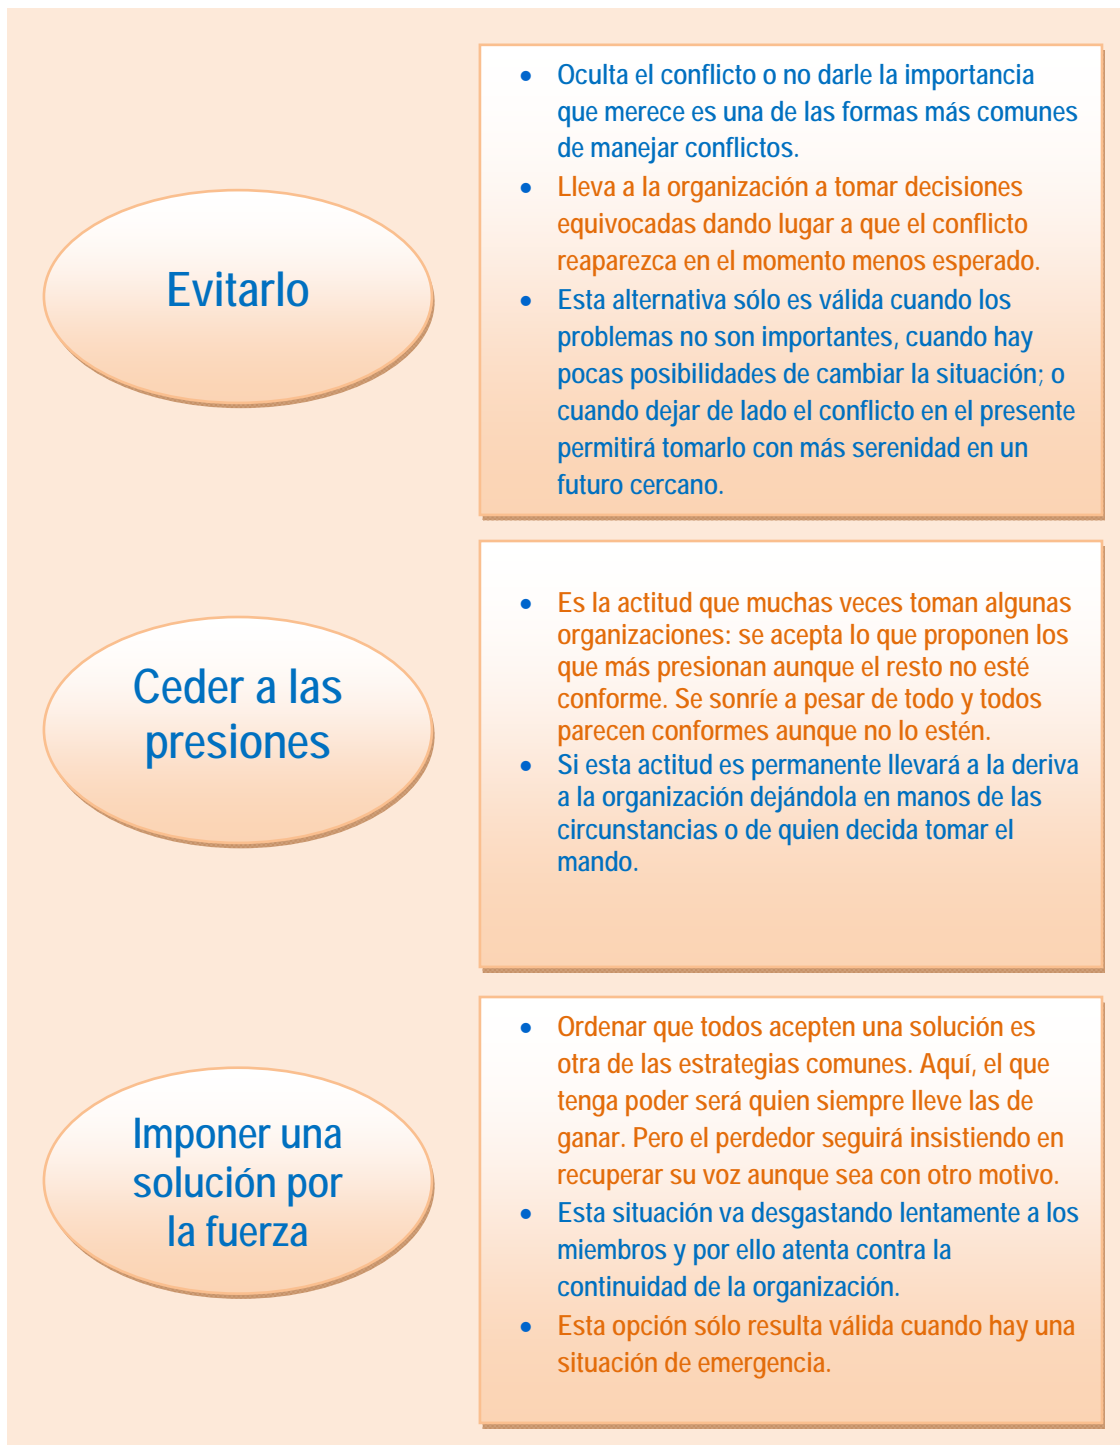 Evitarlo
• Oculta el conflicto o no darle la importancia
que merece es una de las formas más comunes
de manejar conflictos.
• Lleva a la organización a tomar decisiones
equivocadas dando lugar a que el conflicto
reaparezca en el momento menos esperado.
• Esta alternativa sólo es válida cuando los
problemas no son importantes, cuando hay
pocas posibilidades de cambiar la situación; o
cuando dejar de lado el conflicto en el presente
permitirá tomarlo con más serenidad en un
futuro cercano.
Ceder a las
presiones
• Es la actitud que muchas veces toman algunas
organizaciones: se acepta lo que proponen los
que más presionan aunque el resto no esté
conforme. Se sonríe a pesar de todo y todos
parecen conformes aunque no lo estén.
• Si esta actitud es permanente llevará a la deriva
a la organización dejándola en manos de las
circunstancias o de quien decida tomar el
mando.
Imponer una
solución por
la fuerza
• Ordenar que todos acepten una solución es
otra de las estrategias comunes. Aquí, el que
tenga poder será quien siempre lleve las de
ganar. Pero el perdedor seguirá insistiendo en
recuperar su voz aunque sea con otro motivo.
• Esta situación va desgastando lentamente a los
miembros y por ello atenta contra la
continuidad de la organización.
• Esta opción sólo resulta válida cuando hay una
situación de emergencia.